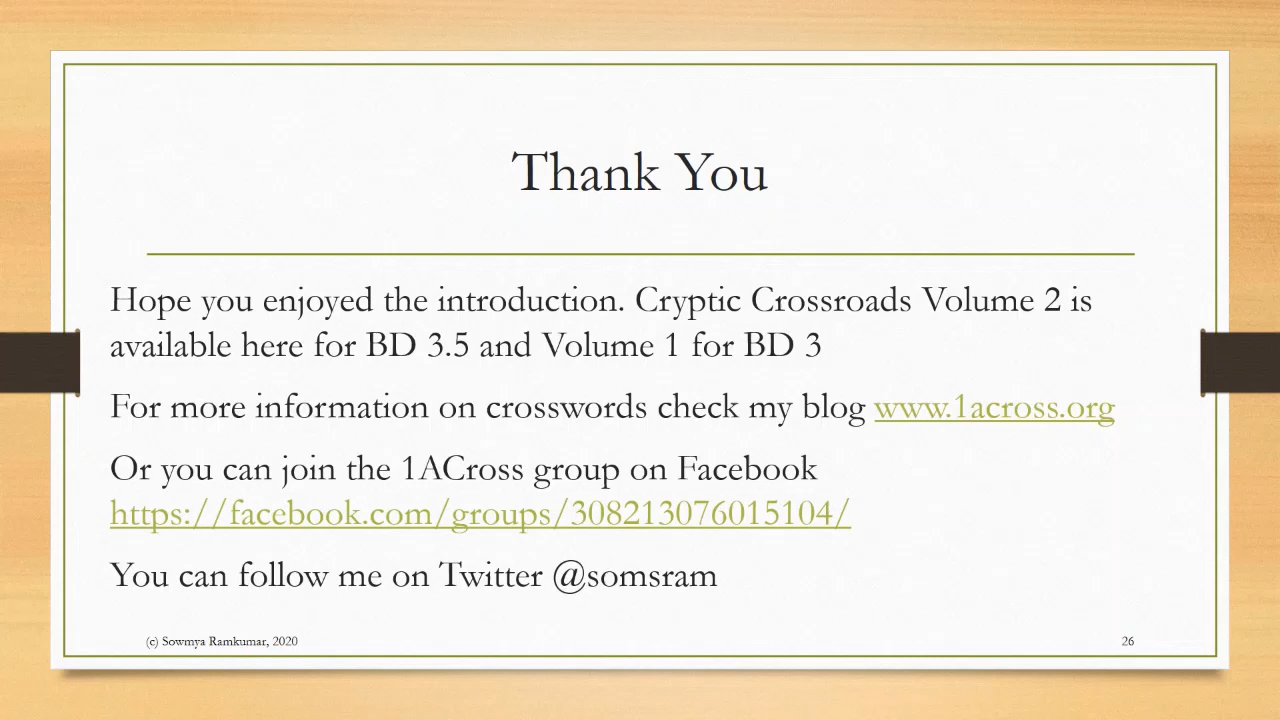 Thank You
Hope you enjoyed the introduction. Cryptic Crossroads Volume 2 is
available here for BD 3.5 and Volume 1 for BD 3
For more information on crosswords check my blog www.1across.org
Or you can join the 1ACross group on Facebook
https://facebook.com/groups/308213076015104/
You can follow me on Twitter @somsram
(c) Sowmya Ramkumar, 2020
26